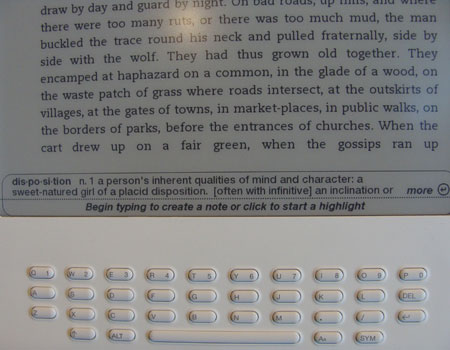 draw by day and guard by night. On bad roads, up hills, and where
there were too many ruts, or there was too much mud, the man
buckled the trace round his neck and pulled fraternally, side by
side with the wolf. They had thus grown old together. They
encamped at haphazard on a common, in the glade of a wood, on
the waste patch of grass where roads intersect, at the outskirts of
villages, at the gates of towns, in market-places, in public walks, on
the borders of parks, before the entrances of churches. When the
cart drew up on a fair green, when the gossips ran up
dis·po·si·tion n. 1 a person's inherent qualities of mind and character: a
sweet-natured girl of a placid disposition. [often with infinitive] an inclination or more
Begin typing to create a note or click to start a highlight
Q 1 W 2 E 3 R 4 T 5 Y 6 U 7 I 8 O 9 P 0
A S D F G H J K L DEL
Z X C V B N M . /
ALT Aa SYM